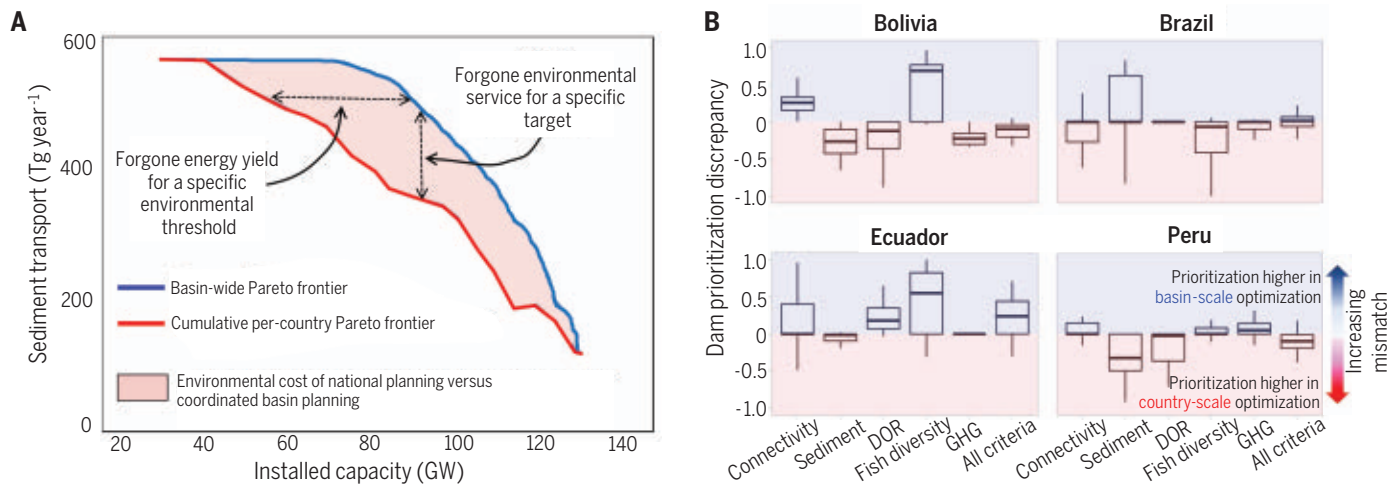 A
600
400
200
0
Sediment transport (Tg year⁻¹)
20 40 60 80 100 120 140
Installed capacity (GW)
Forgone environmental
service for a specific
target
Forgone energy yield
for a specific
environmental
threshold
Basin-wide Pareto frontier
Cumulative per-country Pareto frontier
Environmental cost of national planning versus
coordinated basin planning
B
Dam prioritization discrepancy
Bolivia
Brazil
1.0
0.5
0
-0.5
-1.0
Ecuador
Peru
1.0
0.5
0
-0.5
-1.0
Prioritization higher in
basin-scale optimization
Prioritization higher in
country-scale optimization
Increasing
mismatch
Connectivity
Sediment
DOR
Fish diversity
GHG
All criteria
Connectivity
Sediment
DOR
Fish diversity
GHG
All criteria